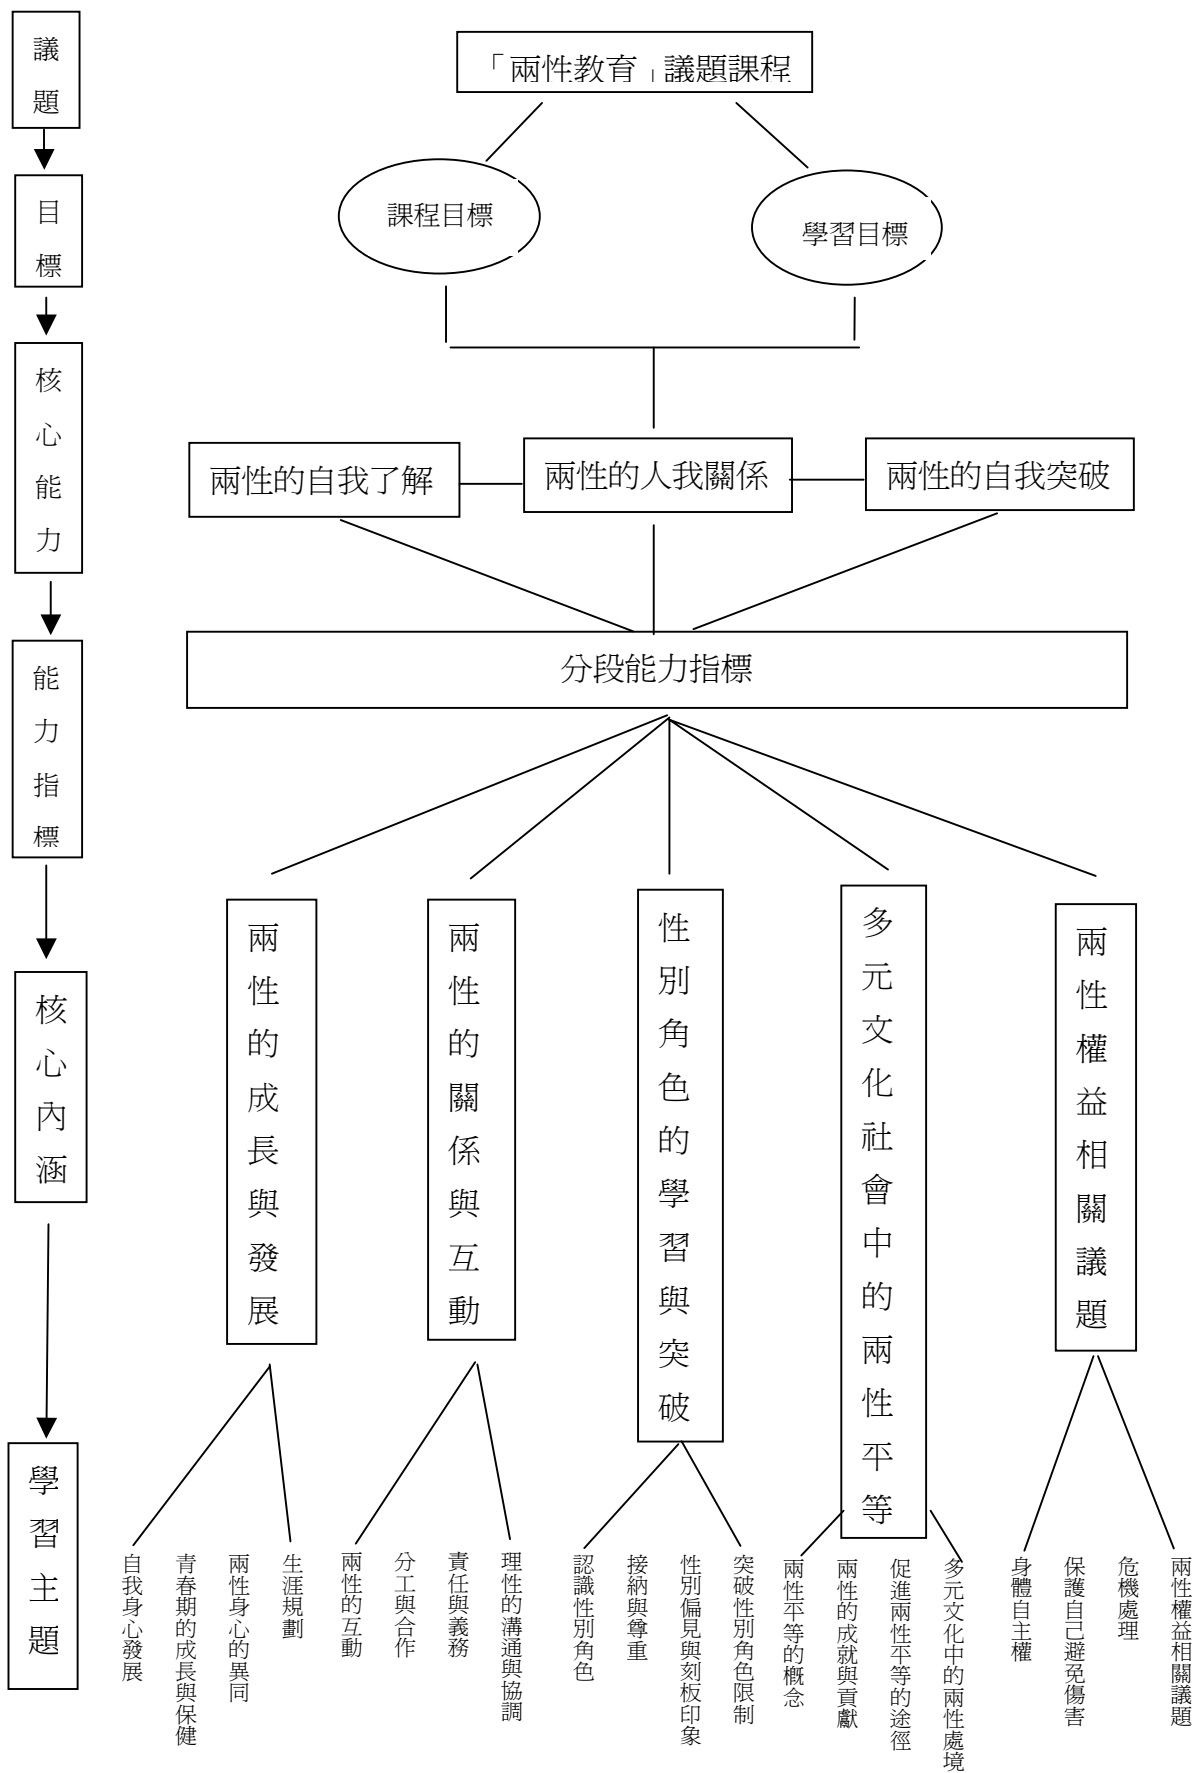 議題
「兩性教育」議題課程
目標
課程目標
學習目標
核心能力
兩性的自我了解
兩性的人我關係
兩性的自我突破
能力指標
分段能力指標
核心內涵
兩性的成長與發展
兩性的關係與互動
性別角色的學習與突破
多元文化社會中的兩性平等
兩性權益相關議題
學習主題
自我身心發展
青春期的成長與保健
兩性身心的異同
生涯規劃
兩性的互動
分工與合作
責任與義務
理性的溝通與協調
認識性別角色
接納與尊重
性別偏見與刻板印象
突破性別角色限制
兩性平等的概念
兩性的成就與貢獻
促進兩性平等的途徑
多元文化中的兩性處境
身體自主權
保護自己避免傷害
危機處理
兩性權益相關議題